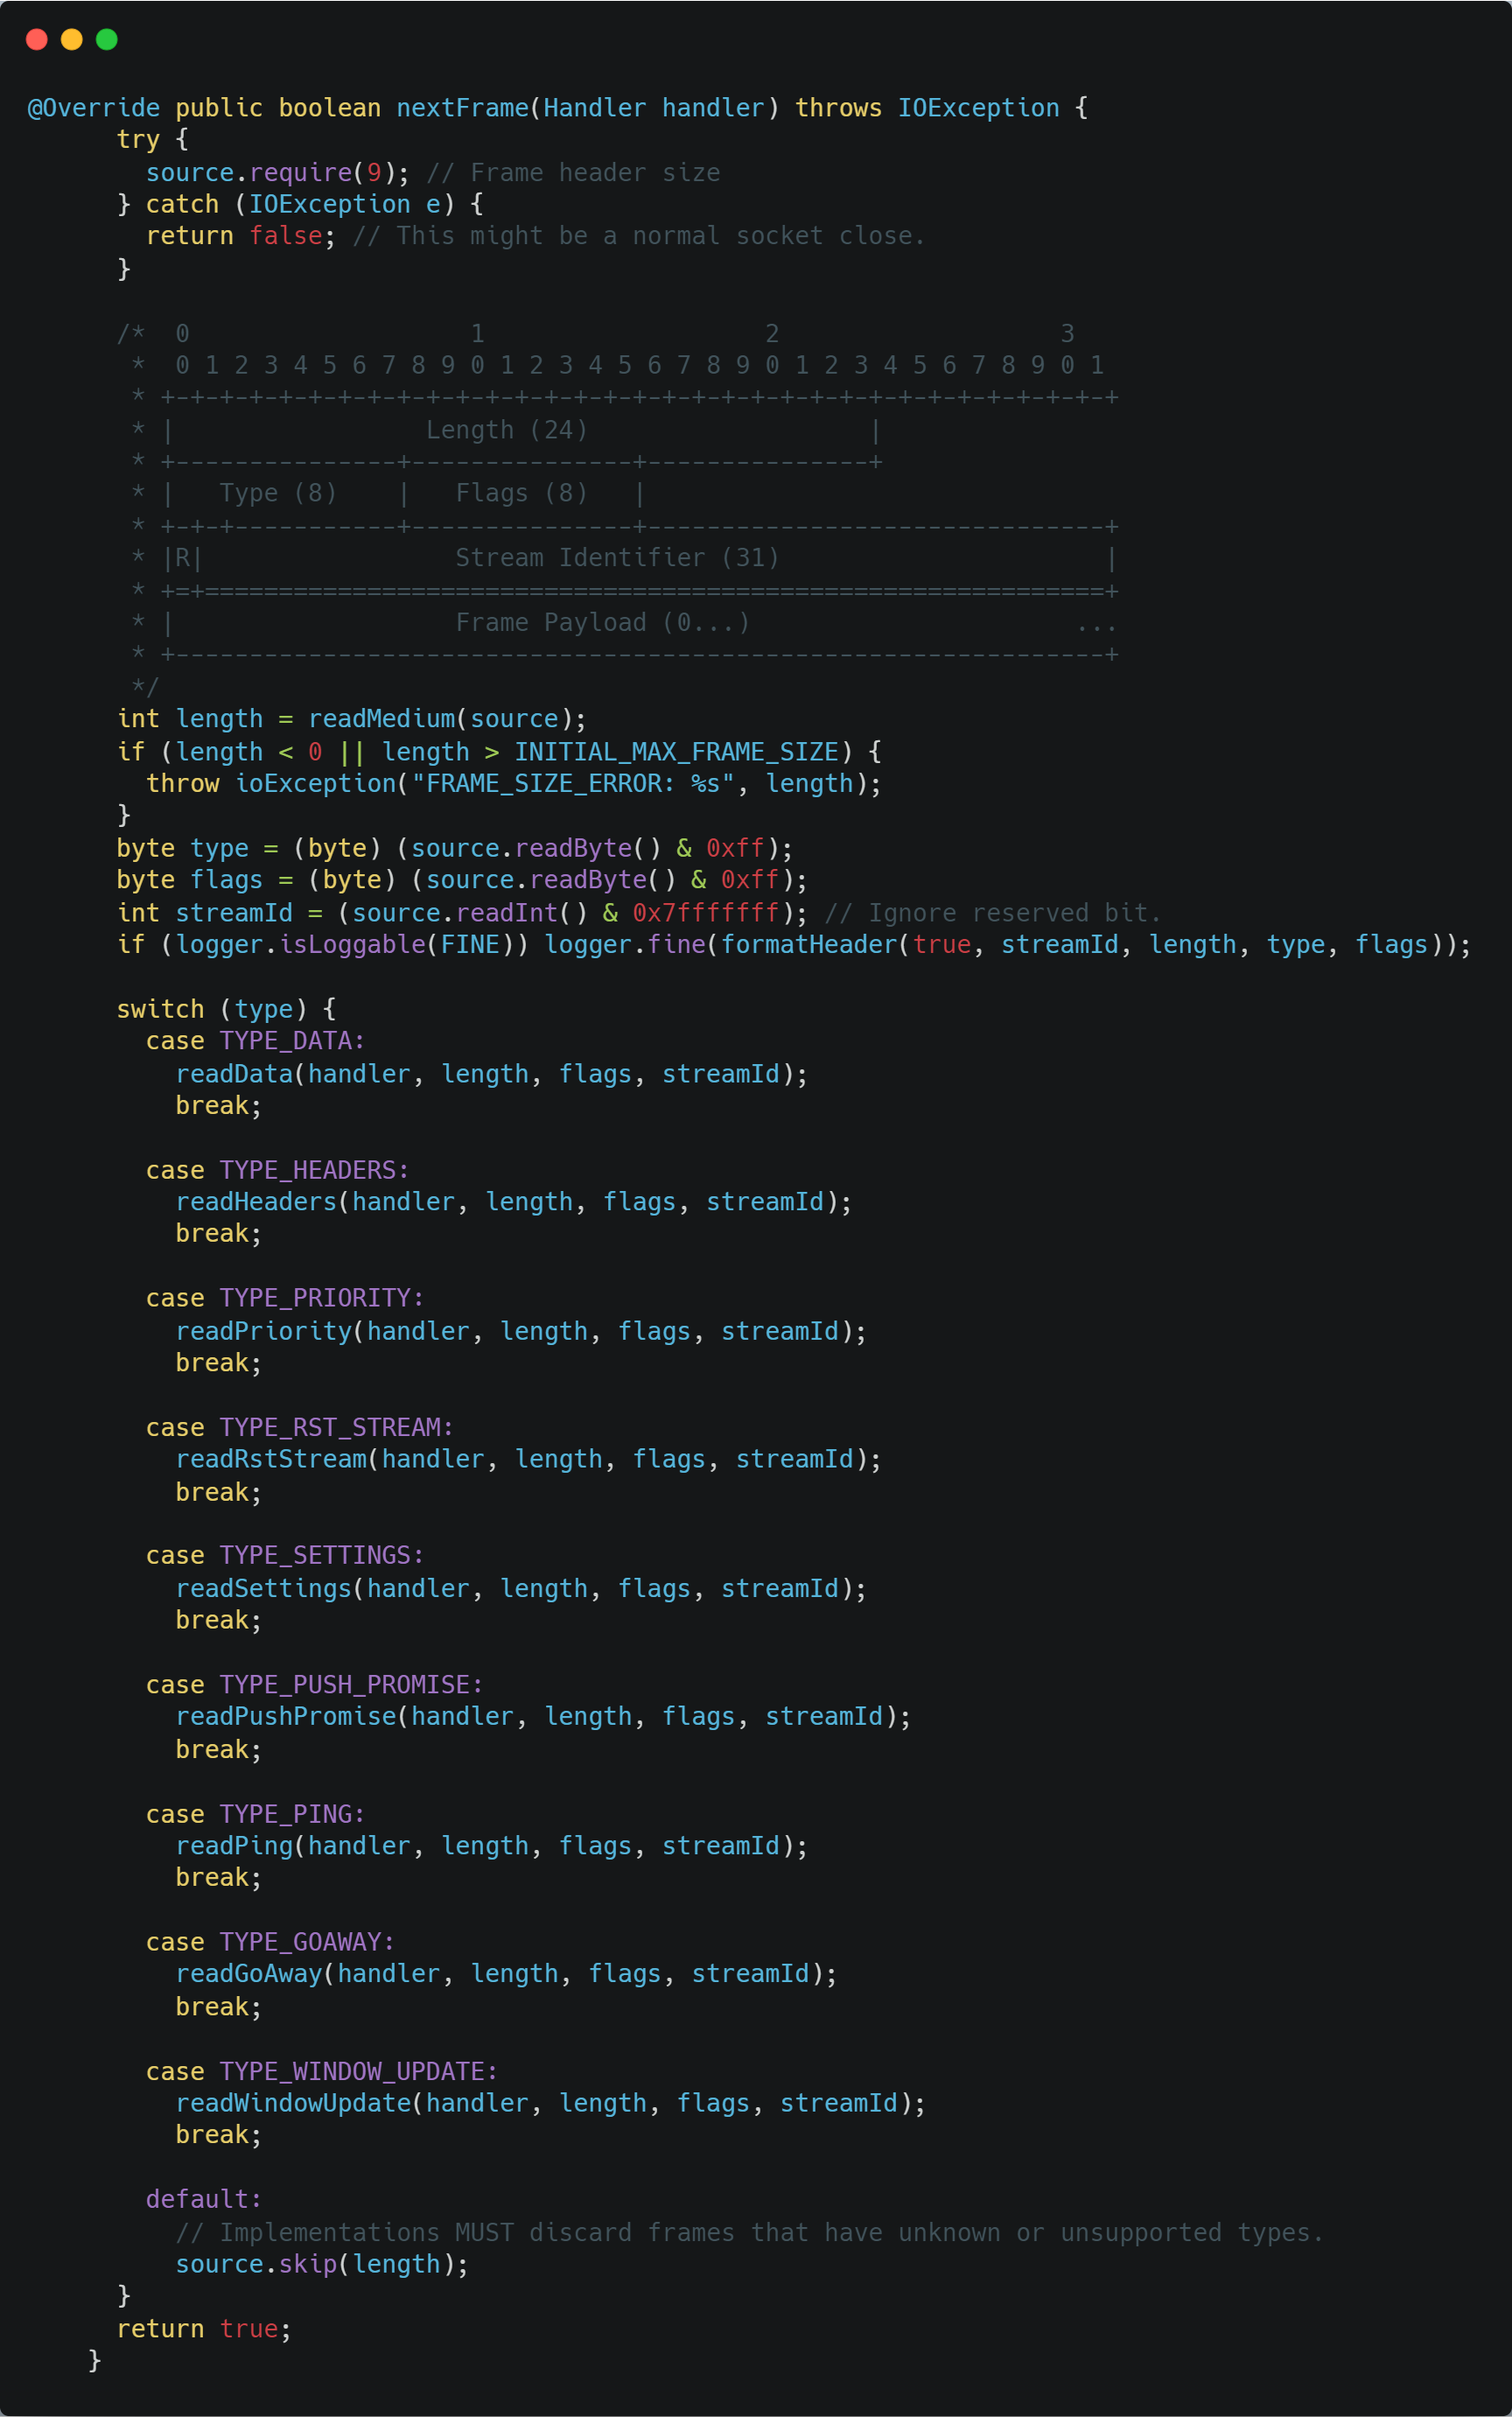 @Override public boolean nextFrame(Handler handler) throws IOException {
      try {
        source.require(9); // Frame header size
      } catch (IOException e) {
        return false; // This might be a normal socket close.
      }

      /*  0                   1                   2                   3
       *  0 1 2 3 4 5 6 7 8 9 0 1 2 3 4 5 6 7 8 9 0 1 2 3 4 5 6 7 8 9 0 1
       * +-+-+-+-+-+-+-+-+-+-+-+-+-+-+-+-+-+-+-+-+-+-+-+-+-+-+-+-+-+-+-+-+
       * |                 Length (24)                   |
       * +---------------+---------------+---------------+
       * |   Type (8)    |   Flags (8)   |
       * +-+-+-----------+---------------+-------------------------------+
       * |R|                 Stream Identifier (31)                      |
       * +=+=============================================================+
       * |                   Frame Payload (0...)                      ...
       * +---------------------------------------------------------------+
       */
      int length = readMedium(source);
      if (length < 0 || length > INITIAL_MAX_FRAME_SIZE) {
        throw ioException("FRAME_SIZE_ERROR: %s", length);
      }
      byte type = (byte) (source.readByte() & 0xff);
      byte flags = (byte) (source.readByte() & 0xff);
      int streamId = (source.readInt() & 0x7fffffff); // Ignore reserved bit.
      if (logger.isLoggable(FINE)) logger.fine(formatHeader(true, streamId, length, type, flags));

      switch (type) {
        case TYPE_DATA:
          readData(handler, length, flags, streamId);
          break;

        case TYPE_HEADERS:
          readHeaders(handler, length, flags, streamId);
          break;

        case TYPE_PRIORITY:
          readPriority(handler, length, flags, streamId);
          break;

        case TYPE_RST_STREAM:
          readRstStream(handler, length, flags, streamId);
          break;

        case TYPE_SETTINGS:
          readSettings(handler, length, flags, streamId);
          break;

        case TYPE_PUSH_PROMISE:
          readPushPromise(handler, length, flags, streamId);
          break;

        case TYPE_PING:
          readPing(handler, length, flags, streamId);
          break;

        case TYPE_GOAWAY:
          readGoAway(handler, length, flags, streamId);
          break;

        case TYPE_WINDOW_UPDATE:
          readWindowUpdate(handler, length, flags, streamId);
          break;

        default:
          // Implementations MUST discard frames that have unknown or unsupported types.
          source.skip(length);
      }
      return true;
    }